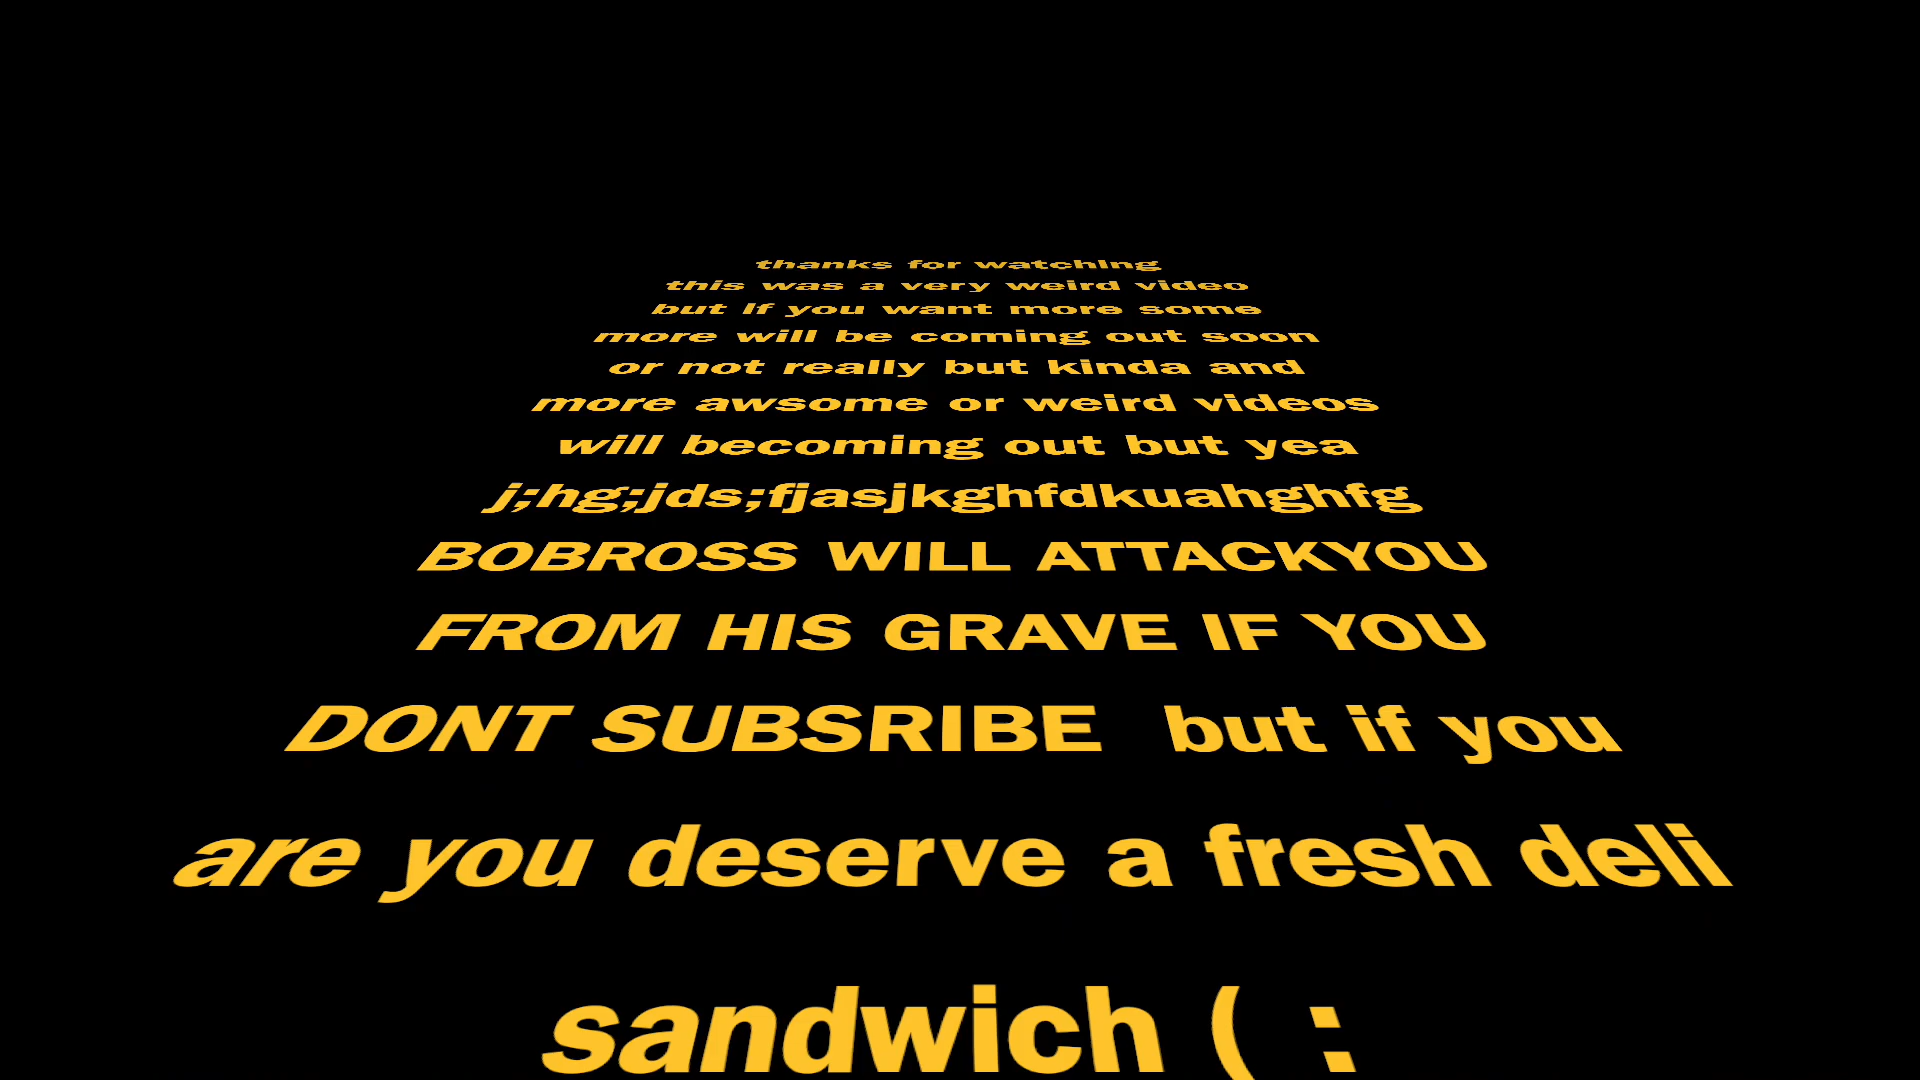 thanks for watching
this was a very weird video
but if you want more some
more will be coming out soon
or not really but kinda and
more awsome or weird videos
will becoming out but yea
j;hg;jds;fjasjkghfdkuahghfg
BOBROSS WILL ATTACKYOU
FROM HIS GRAVE IF YOU
DONT SUBSRIBE  but if you
are you deserve a fresh deli
sandwich ( :